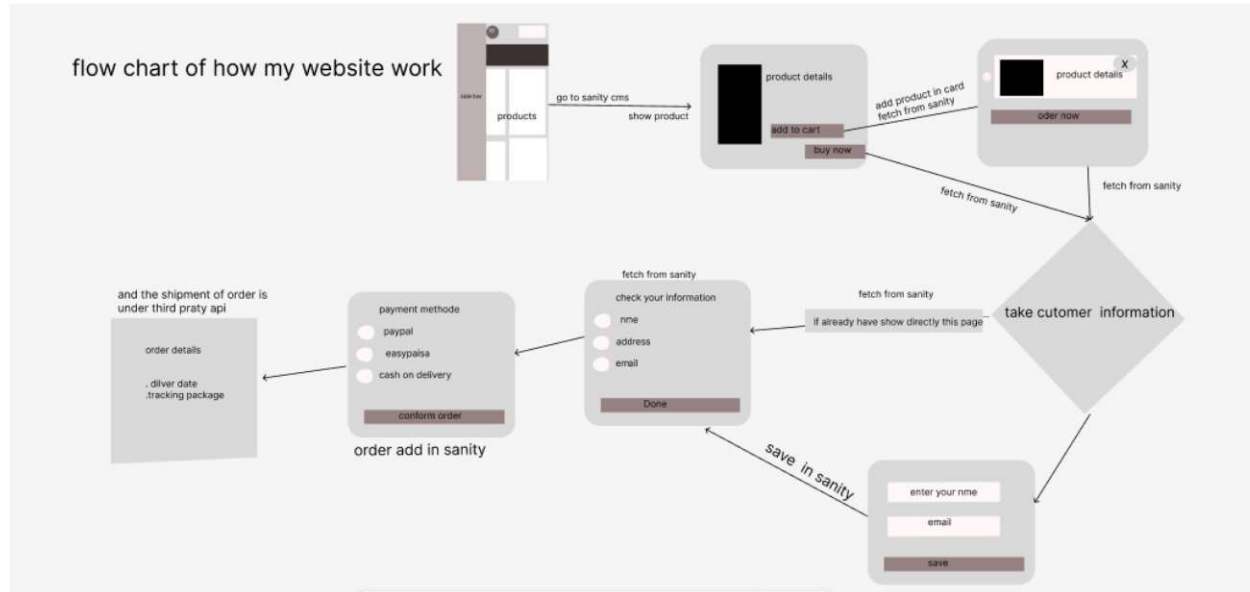 flow chart of how my website work
products
go to sanity cms
show product
product details
add to cart
buy now
add product in card
fetch from sanity
X
product details
oder now
fetch from sanity
fetch from sanity
take cutomer information
fetch from sanity
if already have show directly this page
fetch from sanity
check your information
nme
address
email
Done
payment methode
paypal
easypaisa
cash on delivery
conform order
order add in sanity
and the shipment of order is
under third praty api
order details
. dilver date
.tracking package
save in sanity
enter your nme
email
save